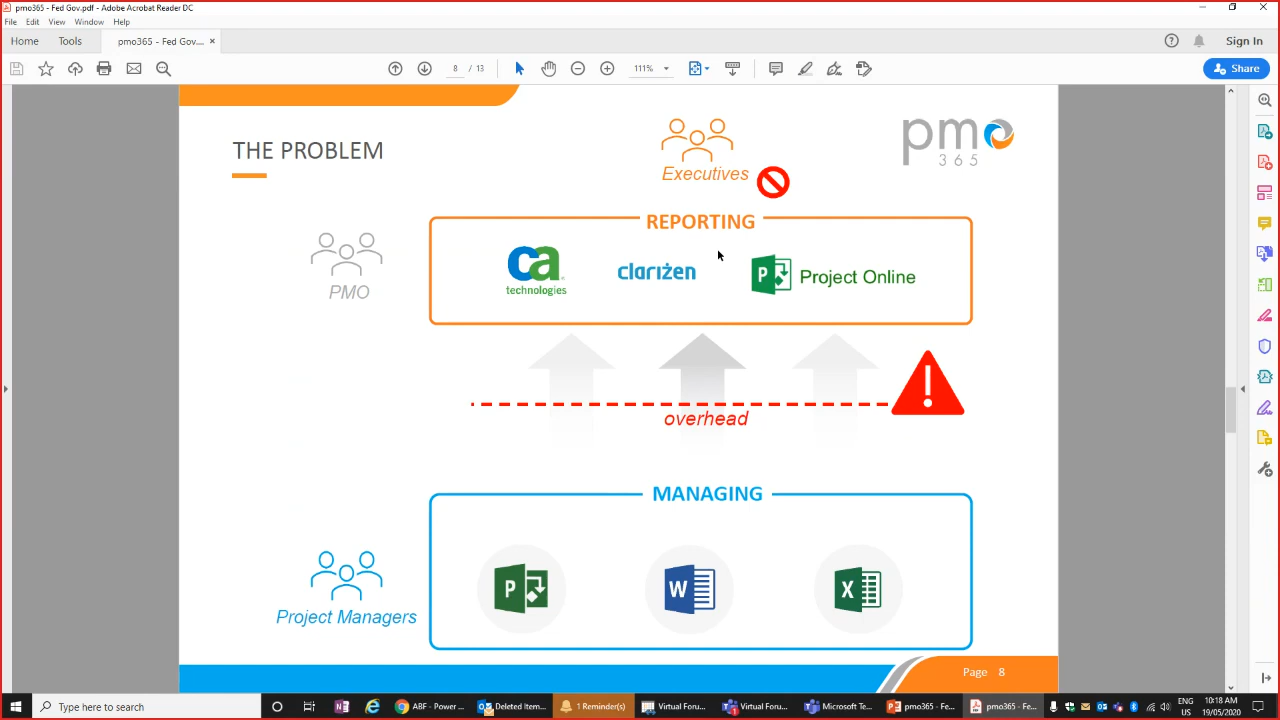 pmo365 - Fed Gov.pdf - Adobe Acrobat Reader DC
File Edit View Window Help
Home Tools pmo365 - Fed Gov.... × Sign In
8 / 13 111% Share
THE PROBLEM
Executives
pmo
365
REPORTING
PMO
ca
technologies
clarizen
P Project Online
overhead
MANAGING
P W X
Project Managers
Page 8
Type here to search
ABF - Power ...
Deleted Item...
1 Reminder(s)
Virtual Foru...
Virtual Foru...
Microsoft Te...
pmo365 - Fe...
pmo365 - Fe...
ENG
US
10:18 AM
19/05/2020